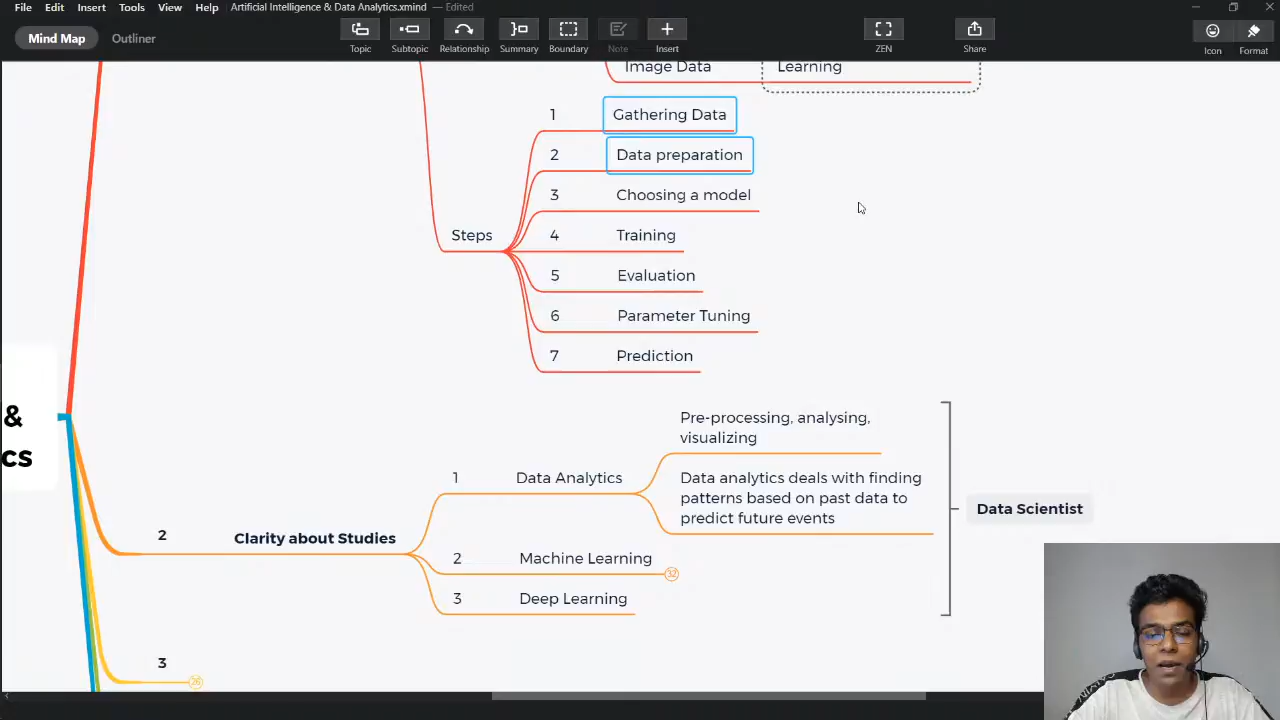 File Edit Insert Tools View Help Artificial Intelligence & Data Analytics.xmind — Edited
Mind Map Outliner
Topic Subtopic Relationship Summary Boundary Note Insert ZEN Share Icon Format
Image Data Learning
1 Gathering Data
2 Data preparation
3 Choosing a model
Steps 4 Training
5 Evaluation
6 Parameter Tuning
7 Prediction
&
cs
Pre-processing, analysing,
visualizing
1 Data Analytics
Data analytics deals with finding
patterns based on past data to
predict future events
Data Scientist
2 Clarity about Studies
2 Machine Learning 32
3 Deep Learning
3
26